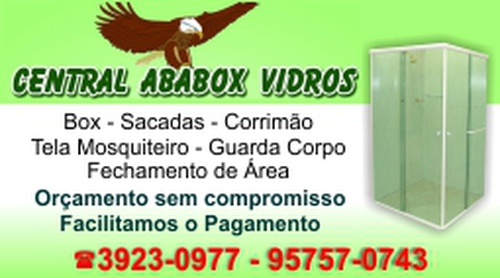 CENTRAL ABABOX VIDROS
Box - Sacadas - Corrimão
Tela Mosquiteiro - Guarda Corpo
Fechamento de Área
Orçamento sem compromisso
Facilitamos o Pagamento
☎3923-0977 - 95757-0743